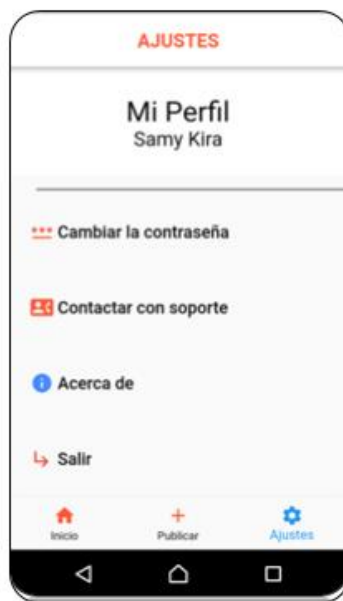 AJUSTES
Mi Perfil
Samy Kira
Cambiar la contraseña
Contactar con soporte
Acerca de
Salir
Inicio Publicar Ajustes